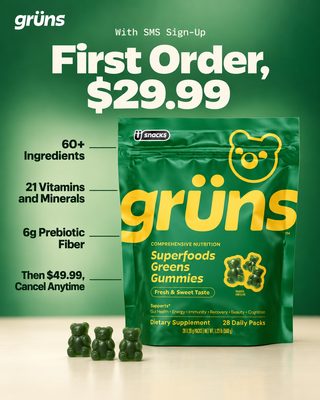 grüns
With SMS Sign-Up
First Order,
$29.99
60+
Ingredients
21 Vitamins
and Minerals
6g Prebiotic
Fiber
Then $49.99,
Cancel Anytime
Ü snacks
grüns
COMPREHENSIVE NUTRITION
Superfoods
Greens
Gummies
Fresh & Sweet Taste
Supports*
Gut Health • Energy • Immunity • Recovery • Beauty • Cognition
Dietary Supplement 28 Daily Packs